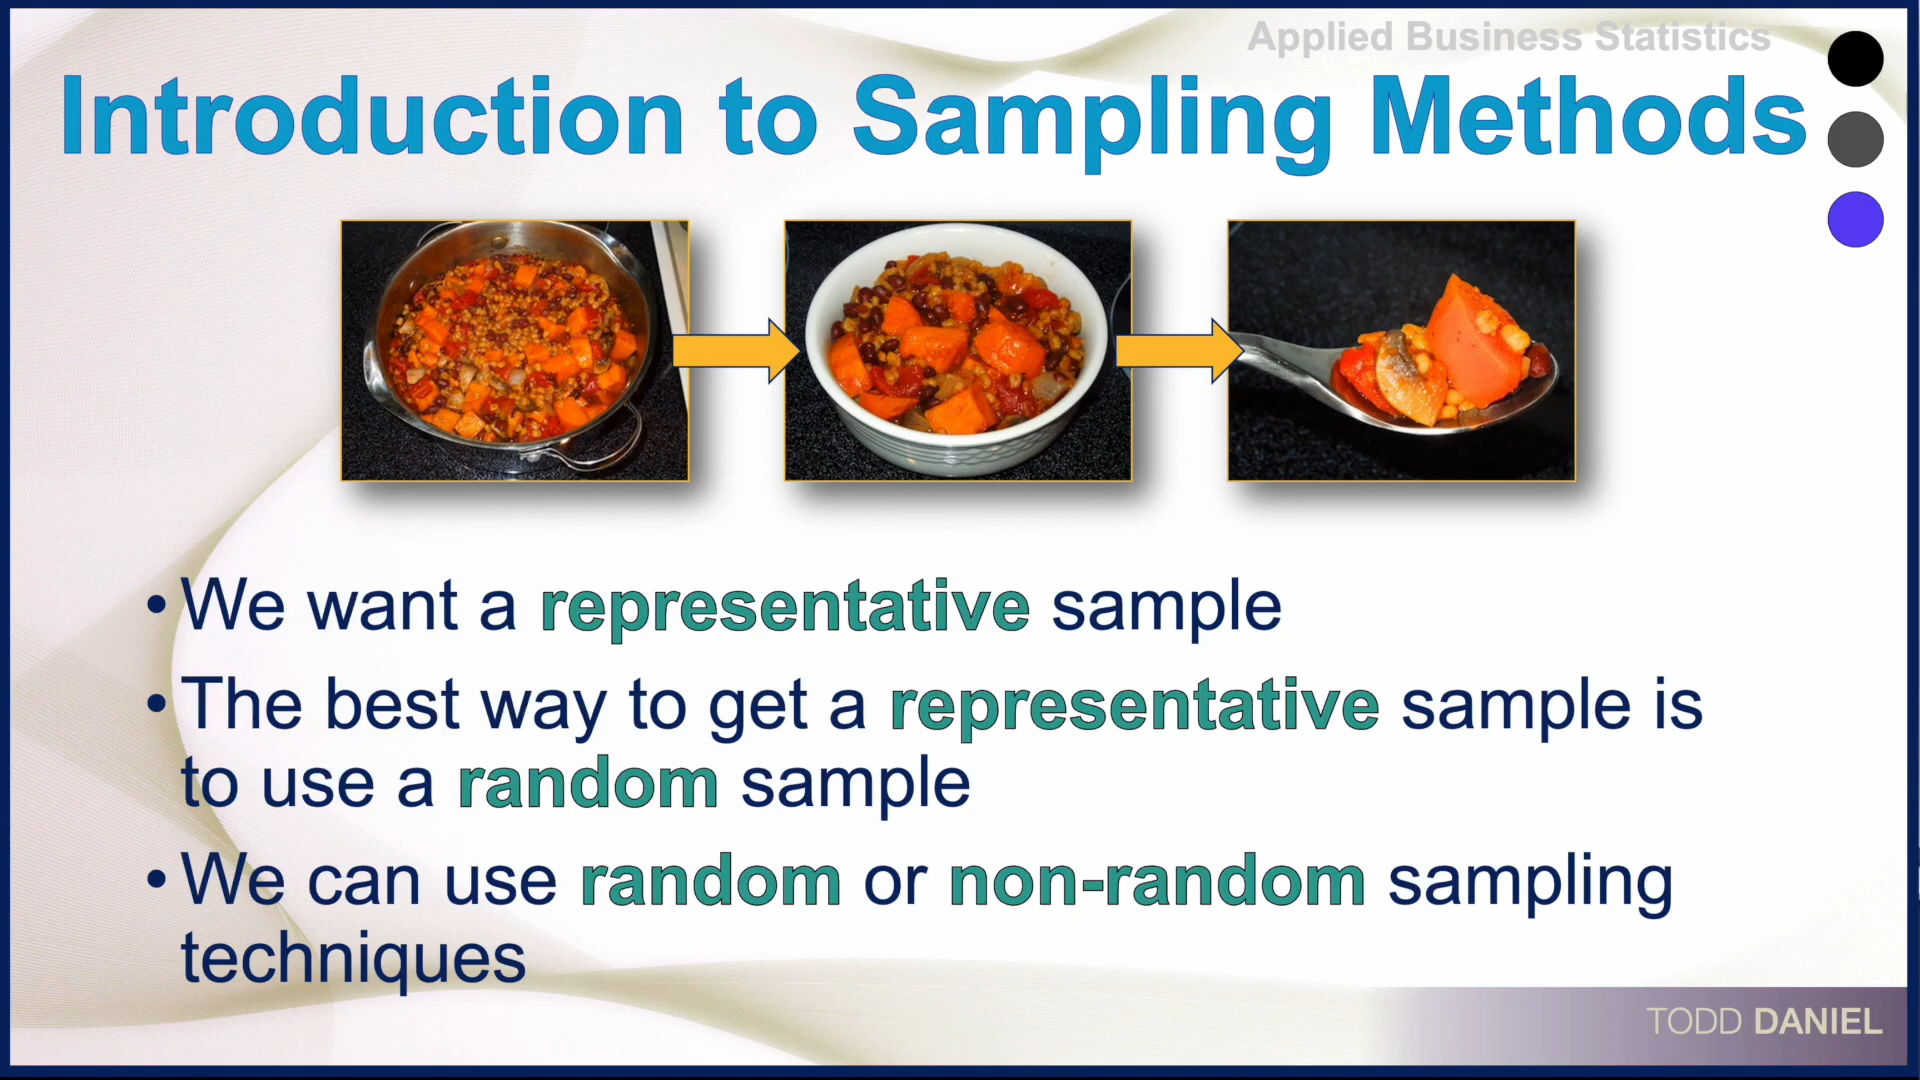 Applied Business Statistics
Introduction to Sampling Methods
• We want a representative sample
• The best way to get a representative sample is
to use a random sample
• We can use random or non-random sampling
techniques
TODD DANIEL